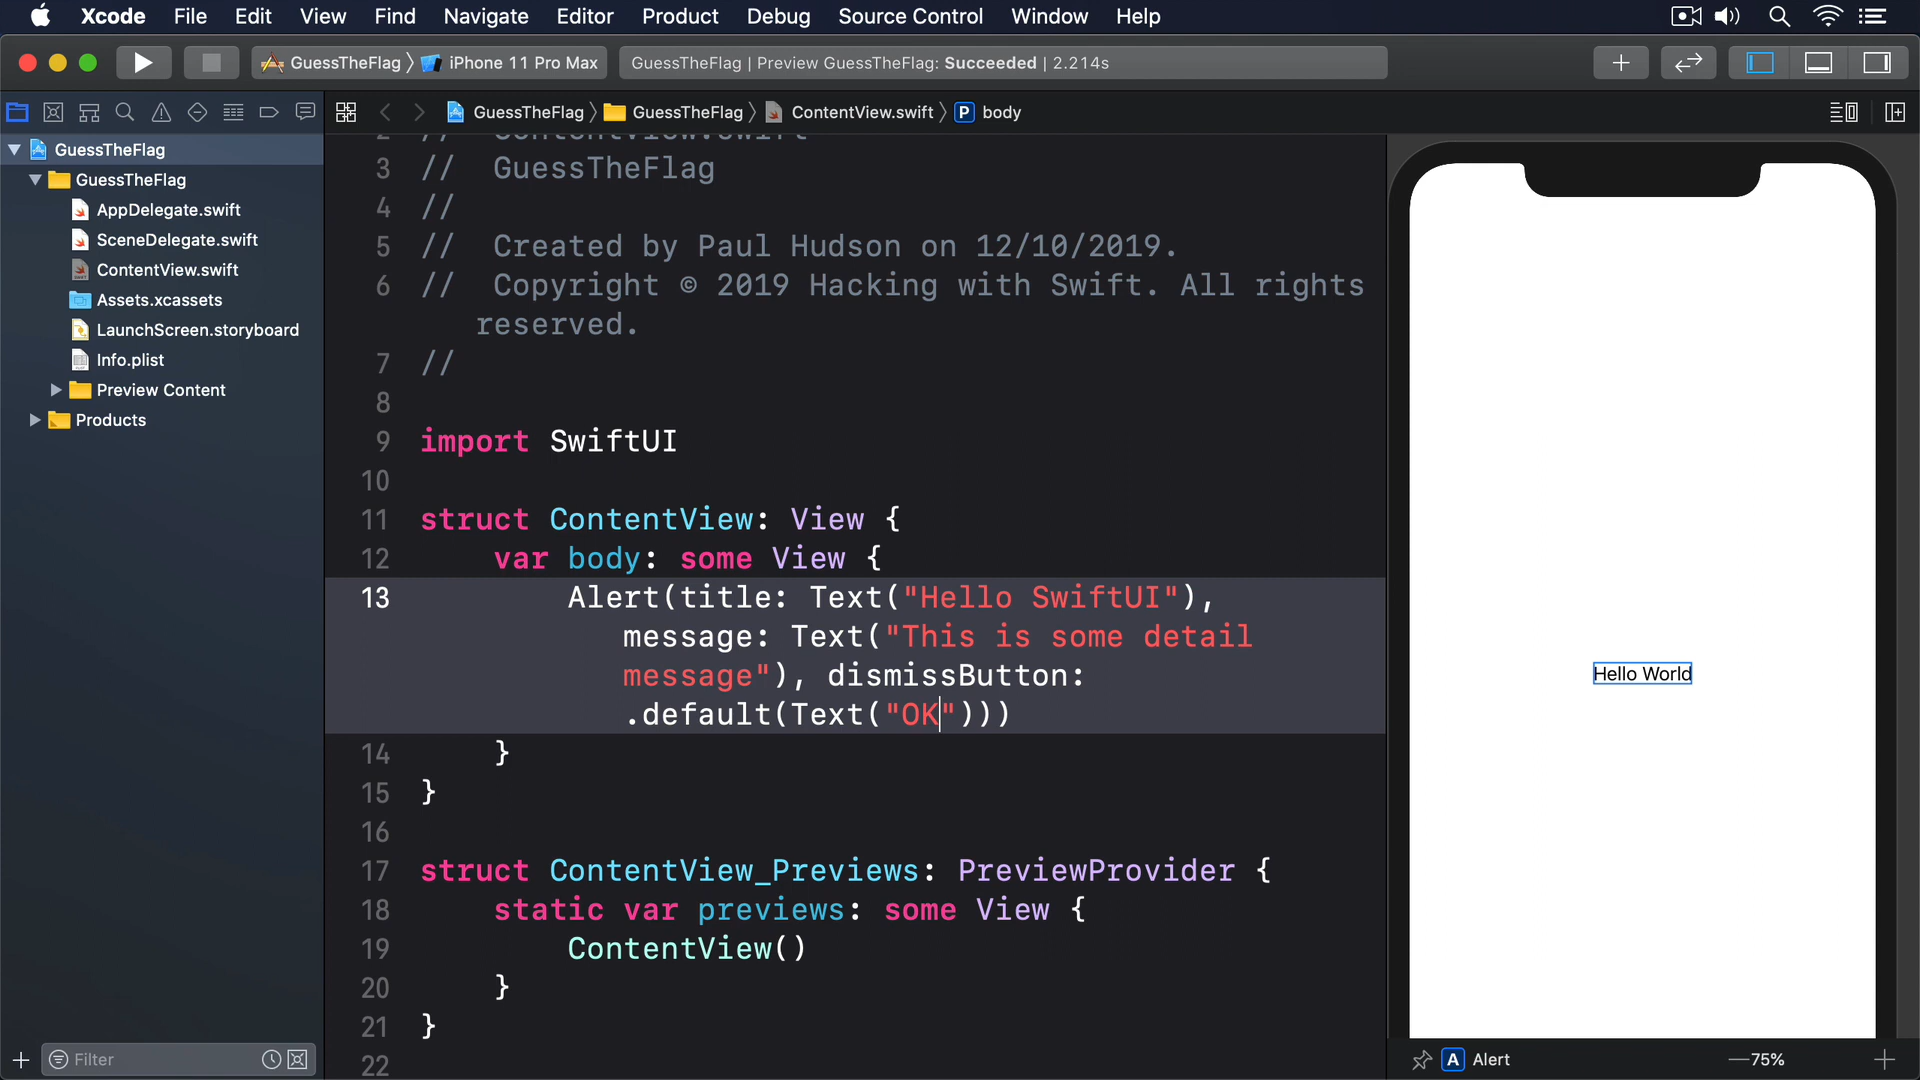 Xcode File Edit View Find Navigate Editor Product Debug Source Control Window Help
GuessTheFlag iPhone 11 Pro Max
GuessTheFlag | Preview GuessTheFlag: Succeeded | 2.214s
GuessTheFlag GuessTheFlag ContentView.swift P body
GuessTheFlag
GuessTheFlag
AppDelegate.swift
SceneDelegate.swift
ContentView.swift
Assets.xcassets
LaunchScreen.storyboard
Info.plist
Preview Content
Products
Filter
2 // ContentView.swift
3 // GuessTheFlag
4 //
5 // Created by Paul Hudson on 12/10/2019.
6 // Copyright © 2019 Hacking with Swift. All rights
reserved.
7 //
8
9 import SwiftUI
10
11 struct ContentView: View {
12 var body: some View {
13 Alert(title: Text("Hello SwiftUI"),
message: Text("This is some detail
message"), dismissButton:
.default(Text("OK")))
14 }
15 }
16
17 struct ContentView_Previews: PreviewProvider {
18 static var previews: some View {
19 ContentView()
20 }
21 }
22
Hello World
A Alert
75%